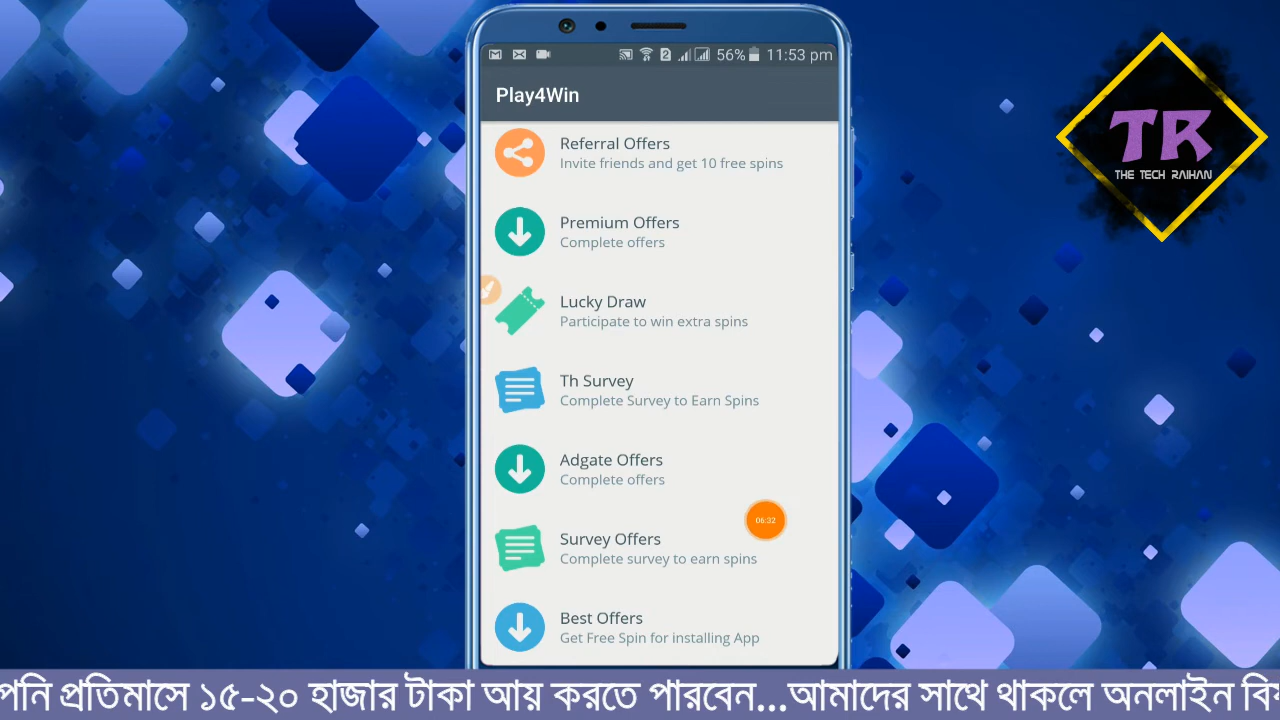 56% 11:53 pm
Play4Win
Referral Offers
Invite friends and get 10 free spins
Premium Offers
Complete offers
Lucky Draw
Participate to win extra spins
Th Survey
Complete Survey to Earn Spins
Adgate Offers
Complete offers
06:32
Survey Offers
Complete survey to earn spins
Best Offers
Get Free Spin for installing App
TR
THE TECH RAIHAN
পনি প্রতিমাসে ১৫-২০ হাজার টাকা আয় করতে পারবেন...আমাদের সাথে থাকলে অনলাইন